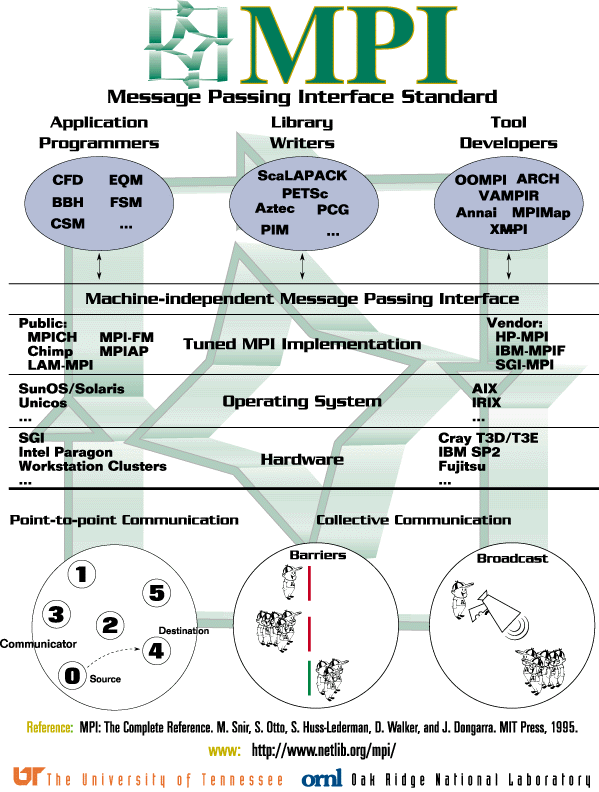 MPI
Message Passing Interface Standard
Application Programmers
Library Writers
Tool Developers
CFD EQM
BBH FSM
CSM ...
ScaLAPACK
PETSc
Aztec PCG
PIM ...
OOMPI ARCH
VAMPIR
Annai MPIMap
XMPI
Machine-independent Message Passing Interface
Public:
MPICH MPI-FM
Chimp MPIAP
LAM-MPI
Tuned MPI Implementation
Vendor:
HP-MPI
IBM-MPIF
SGI-MPI
SunOS/Solaris
Unicos
...
Operating System
AIX
IRIX
...
SGI
Intel Paragon
Workstation Clusters
...
Hardware
Cray T3D/T3E
IBM SP2
Fujitsu
...
Point-to-point Communication
Collective Communication
1
5
3
2
Destination
Communicator
4
0
Source
Barriers
Broadcast
Reference: MPI: The Complete Reference. M. Snir, S. Otto, S. Huss-Lederman, D. Walker, and J. Dongarra. MIT Press, 1995.
www: http://www.netlib.org/mpi/
UT The University of Tennessee ornl Oak Ridge National Laboratory